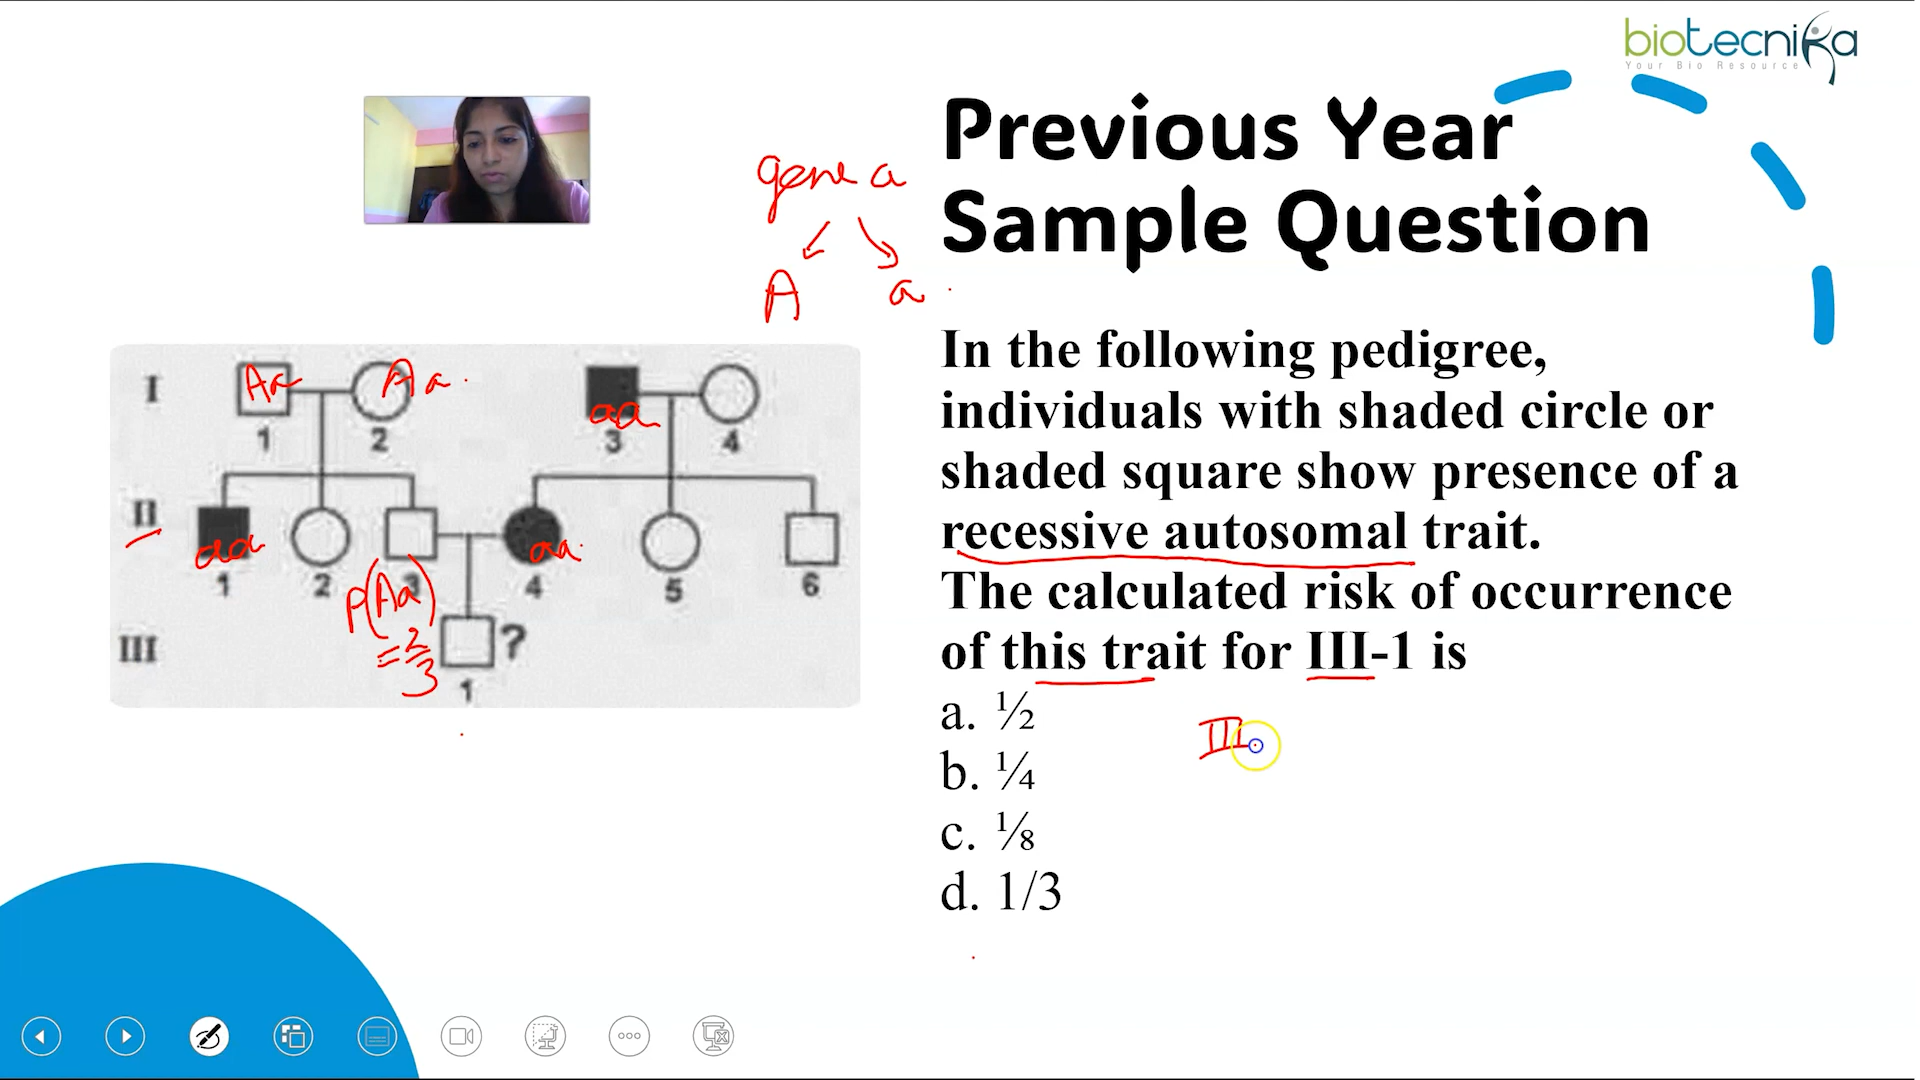 biotecnika
Your Bio Resource
Previous Year
Sample Question
gene a
A a
In the following pedigree,
individuals with shaded circle or
shaded square show presence of a
recessive autosomal trait.
The calculated risk of occurrence
of this trait for III-1 is
a. ½
b. ¼
c. ⅛
d. 1/3
III
I
Aa Aa
aa
1 2 3 4
II
aa aa
1 2 3 4 5 6
P(Aa)
= 2/3
III
?
1